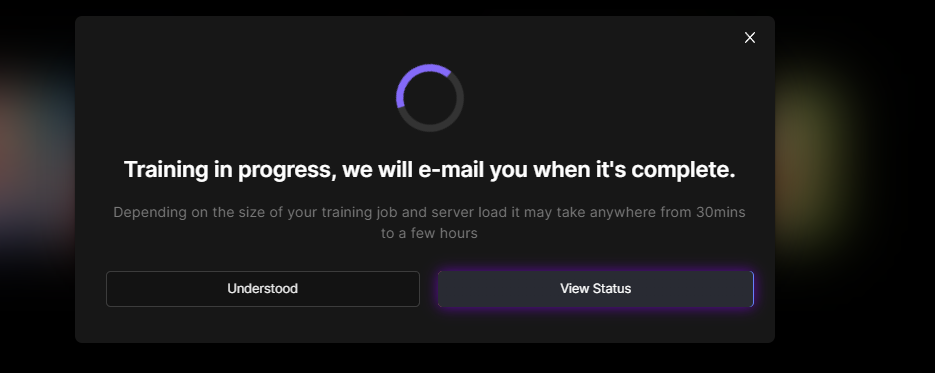 Training in progress, we will e-mail you when it's complete.
Depending on the size of your training job and server load it may take anywhere from 30mins
to a few hours
Understood
View Status